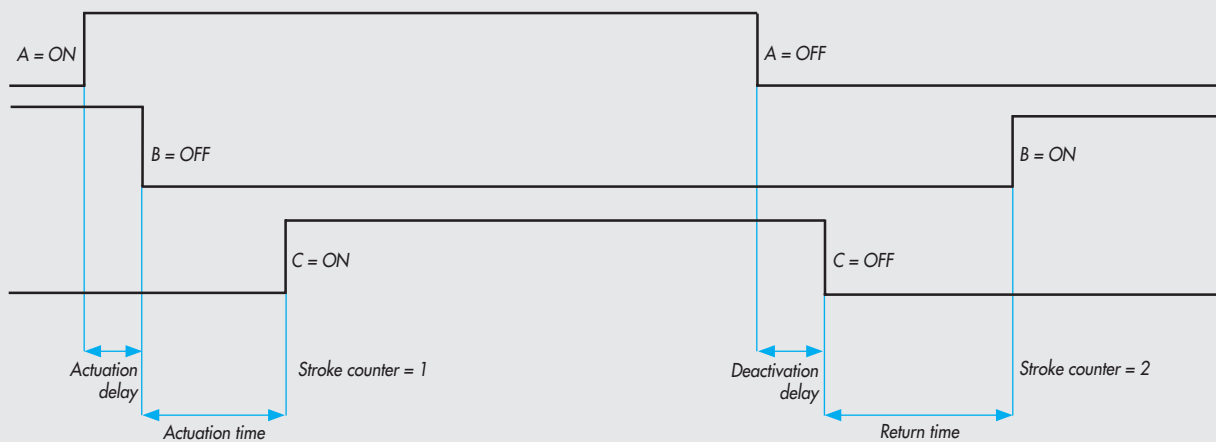 A = ON
A = OFF
B = OFF
B = ON
C = ON
C = OFF
Actuation
delay
Stroke counter = 1
Deactivation
delay
Stroke counter = 2
Actuation time
Return time